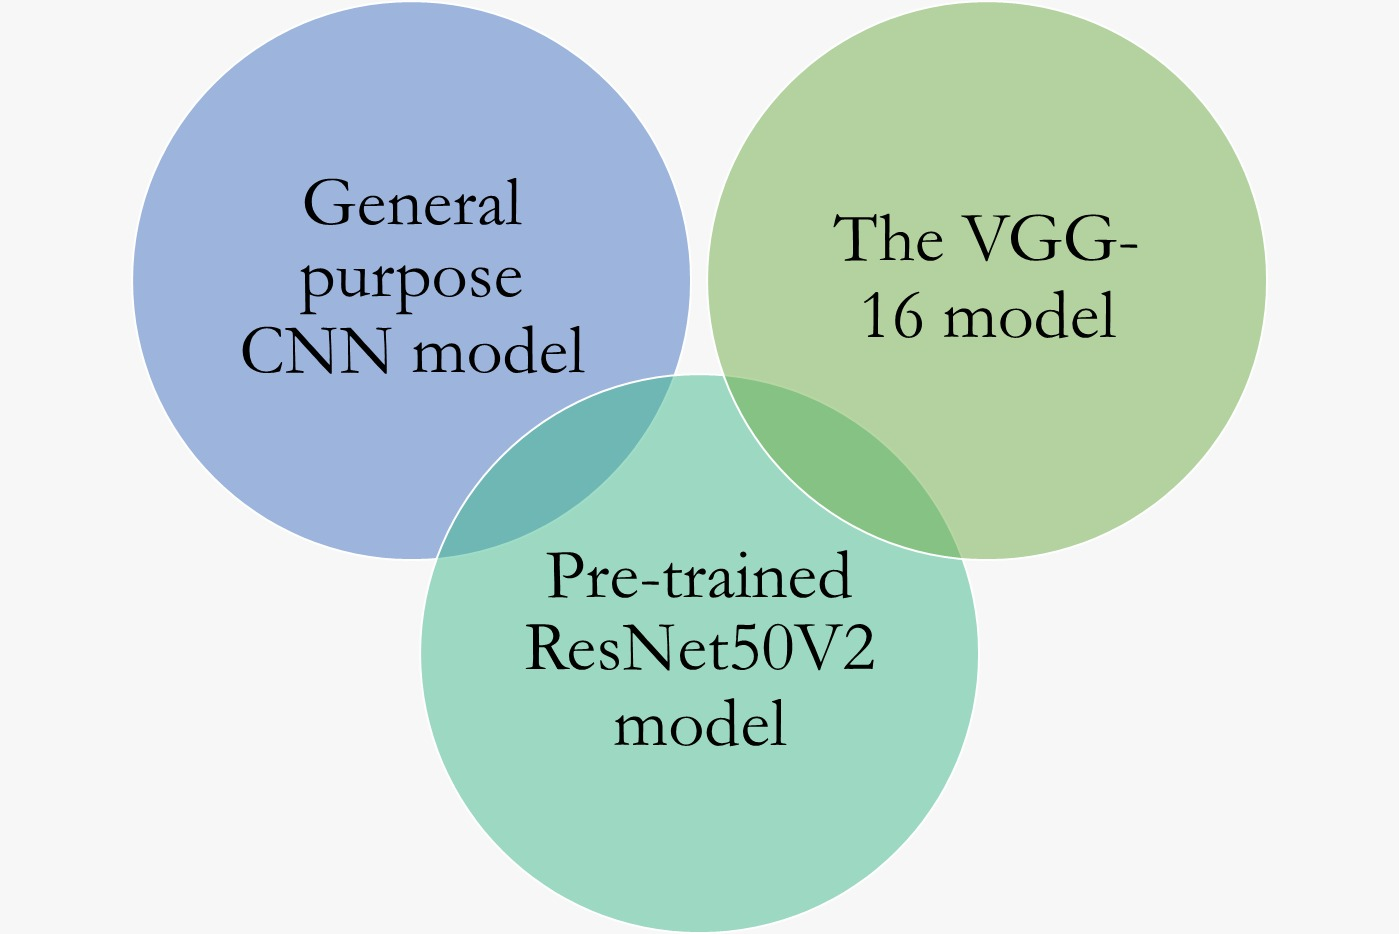 General
purpose
CNN model
The VGG-
16 model
Pre-trained
ResNet50V2
model